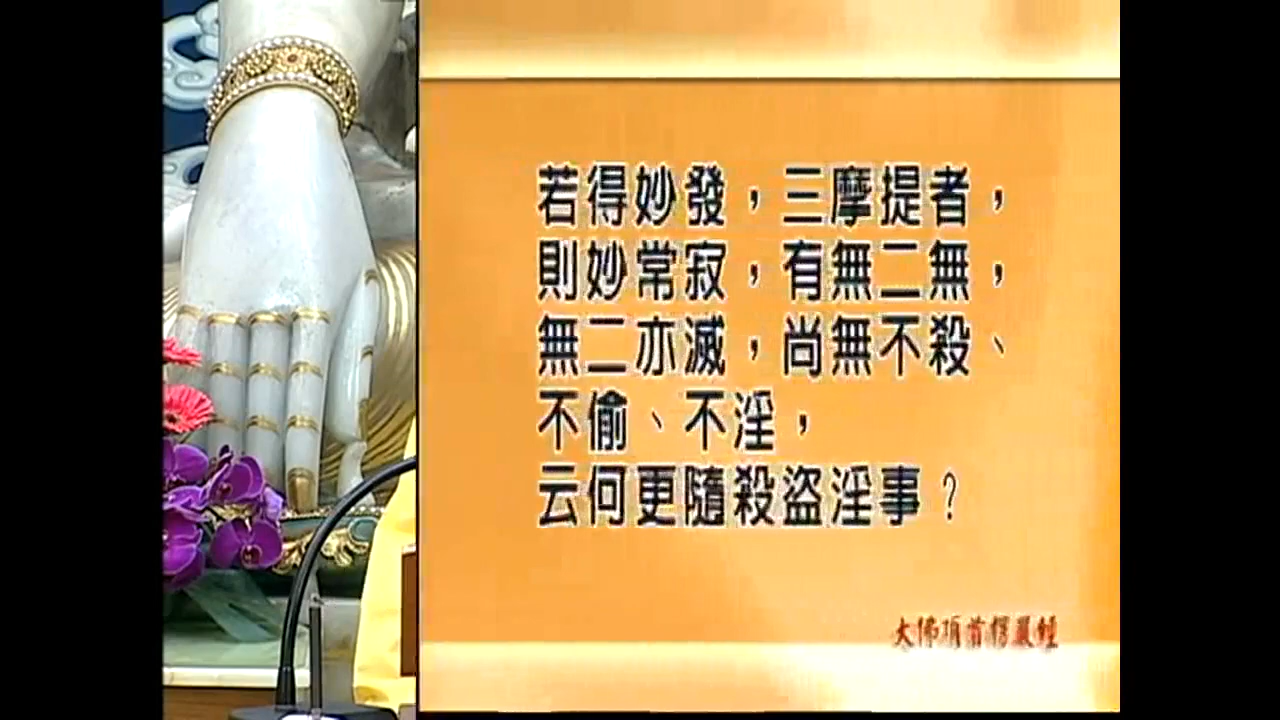 若得妙發，三摩提者，
則妙常寂，有無二無，
無二亦滅，尚無不殺、
不偷、不淫，
云何更隨殺盜淫事？
大佛頂首楞嚴經